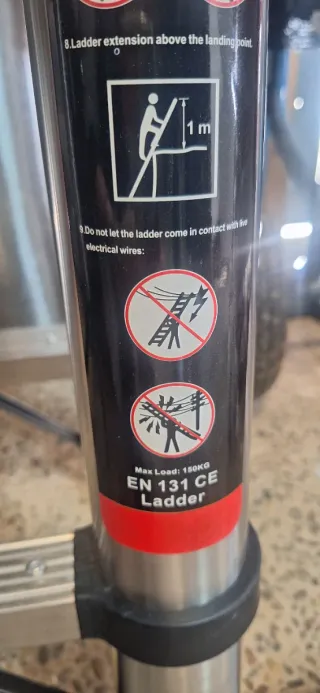 8.Ladder extension above the landing point.
1 m
9.Do not let the ladder come in contact with live
electrical wires:
Max Load: 150KG
EN 131 CE
Ladder